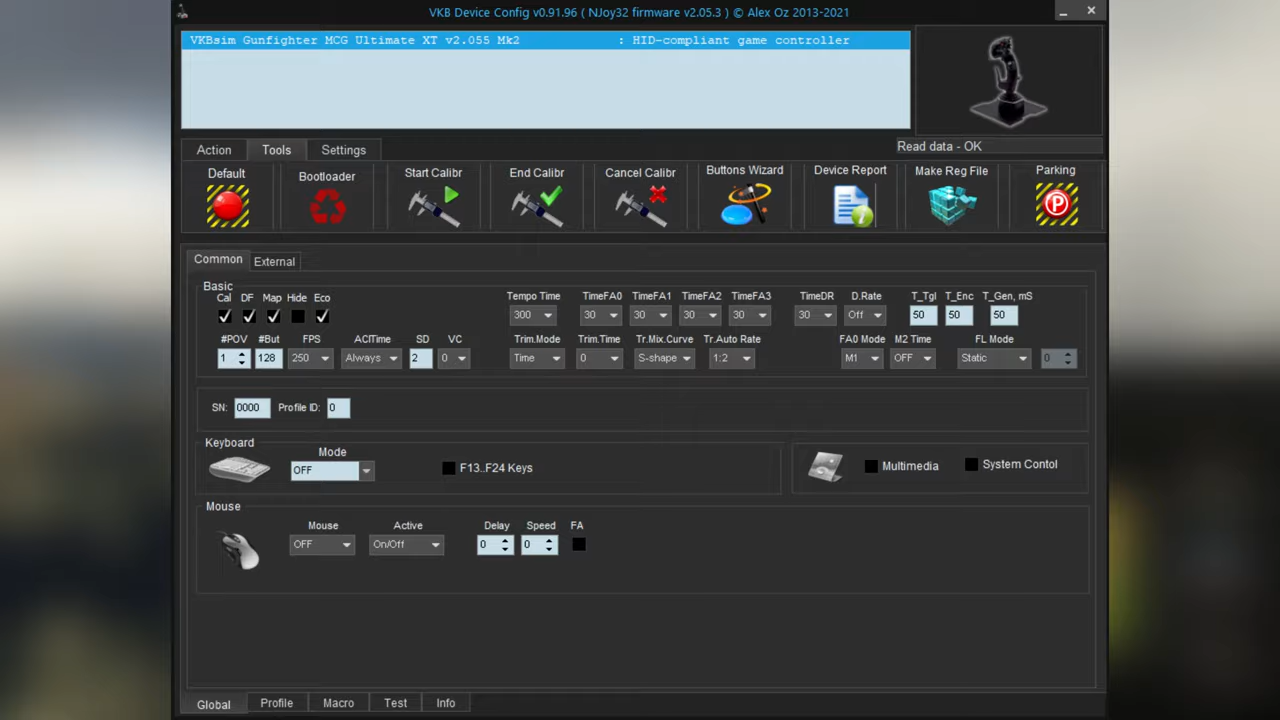 VKB Device Config v0.91.96 ( NJoy32 firmware v2.05.3 ) © Alex Oz 2013-2021
VKBsim Gunfighter MCG Ultimate XT v2.055 Mk2 : HID-compliant game controller
Action Tools Settings
Read data - OK
Default Bootloader Start Calibr End Calibr Cancel Calibr Buttons Wizard Device Report Make Reg File Parking
P
Common External
Basic
Cal DF Map Hide Eco Tempo Time TimeFA0 TimeFA1 TimeFA2 TimeFA3 TimeDR D.Rate T_Tgl T_Enc T_Gen, mS
300 30 30 30 30 30 Off 50 50 50
#POV #But FPS AClTime SD VC Trim.Mode Trim.Time Tr.Mix.Curve Tr.Auto Rate FA0 Mode M2 Time FL Mode
1 128 250 Always 2 0 Time 0 S-shape 1:2 M1 OFF Static 0
SN: 0000 Profile ID: 0
Keyboard
Mode
OFF F13..F24 Keys Multimedia System Contol
Mouse
Mouse Active Delay Speed FA
OFF On/Off 0 0
Global Profile Macro Test Info